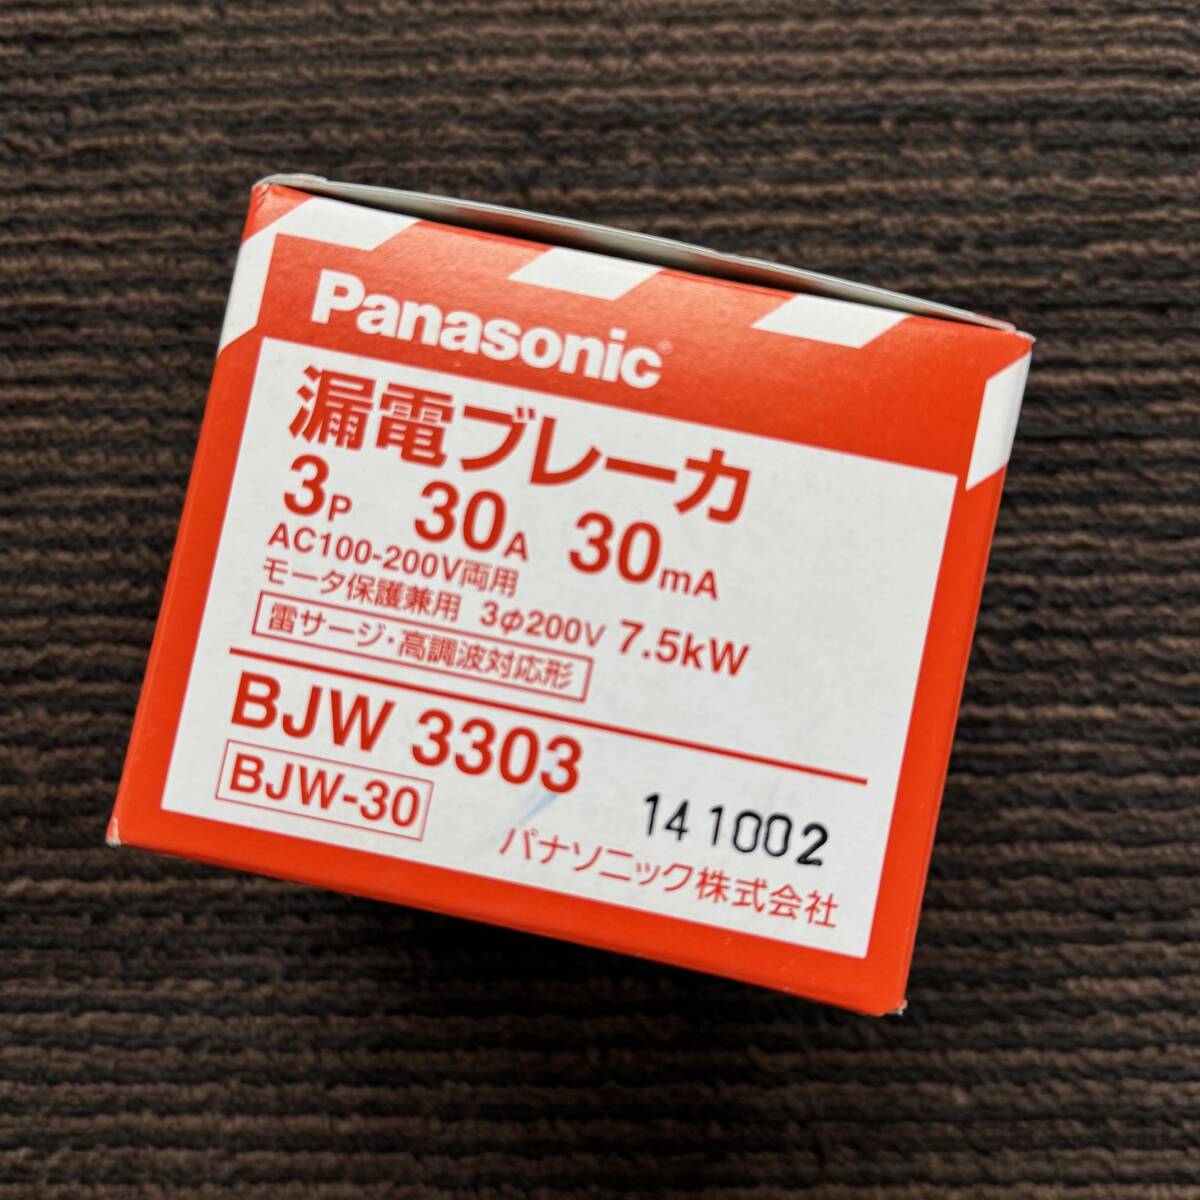 Panasonic
漏電ブレーカ
3P 30A 30mA
AC100-200V両用
モータ保護兼用 3φ200V 7.5kW
雷サージ・高調波対応形
BJW 3303
BJW-30
141002
パナソニック株式会社